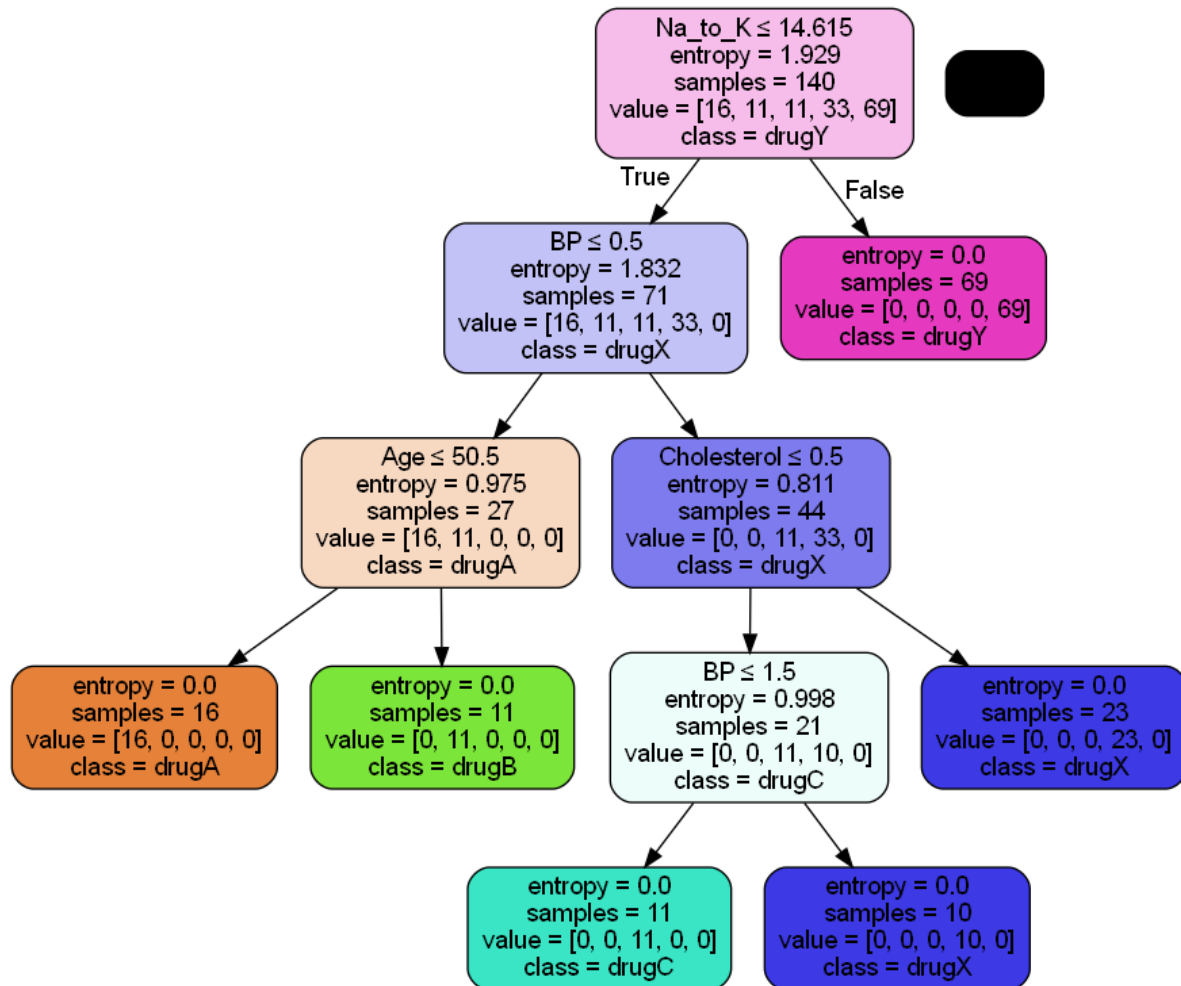 Na_to_K ≤ 14.615
entropy = 1.929
samples = 140
value = [16, 11, 11, 33, 69]
class = drugY
True
False
BP ≤ 0.5
entropy = 1.832
samples = 71
value = [16, 11, 11, 33, 0]
class = drugX
entropy = 0.0
samples = 69
value = [0, 0, 0, 0, 69]
class = drugY
Age ≤ 50.5
entropy = 0.975
samples = 27
value = [16, 11, 0, 0, 0]
class = drugA
Cholesterol ≤ 0.5
entropy = 0.811
samples = 44
value = [0, 0, 11, 33, 0]
class = drugX
entropy = 0.0
samples = 16
value = [16, 0, 0, 0, 0]
class = drugA
entropy = 0.0
samples = 11
value = [0, 11, 0, 0, 0]
class = drugB
BP ≤ 1.5
entropy = 0.998
samples = 21
value = [0, 0, 11, 10, 0]
class = drugC
entropy = 0.0
samples = 23
value = [0, 0, 0, 23, 0]
class = drugX
entropy = 0.0
samples = 11
value = [0, 0, 11, 0, 0]
class = drugC
entropy = 0.0
samples = 10
value = [0, 0, 0, 10, 0]
class = drugX